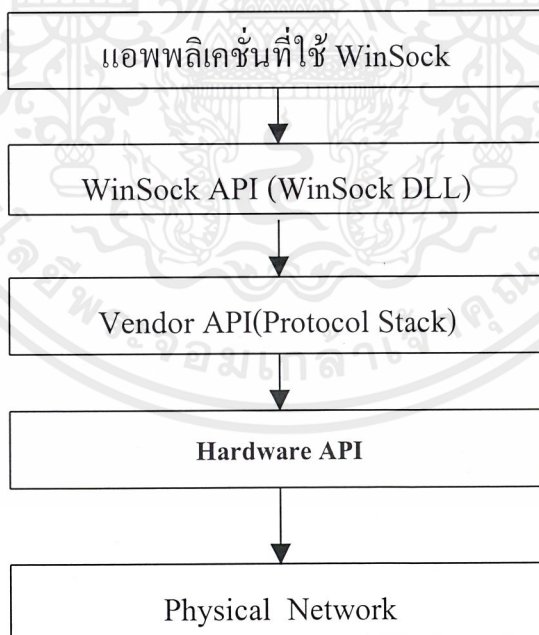 แอพพลิเคชั่นที่ใช้ WinSock
WinSock API (WinSock DLL)
Vendor API(Protocol Stack)
Hardware API
Physical Network